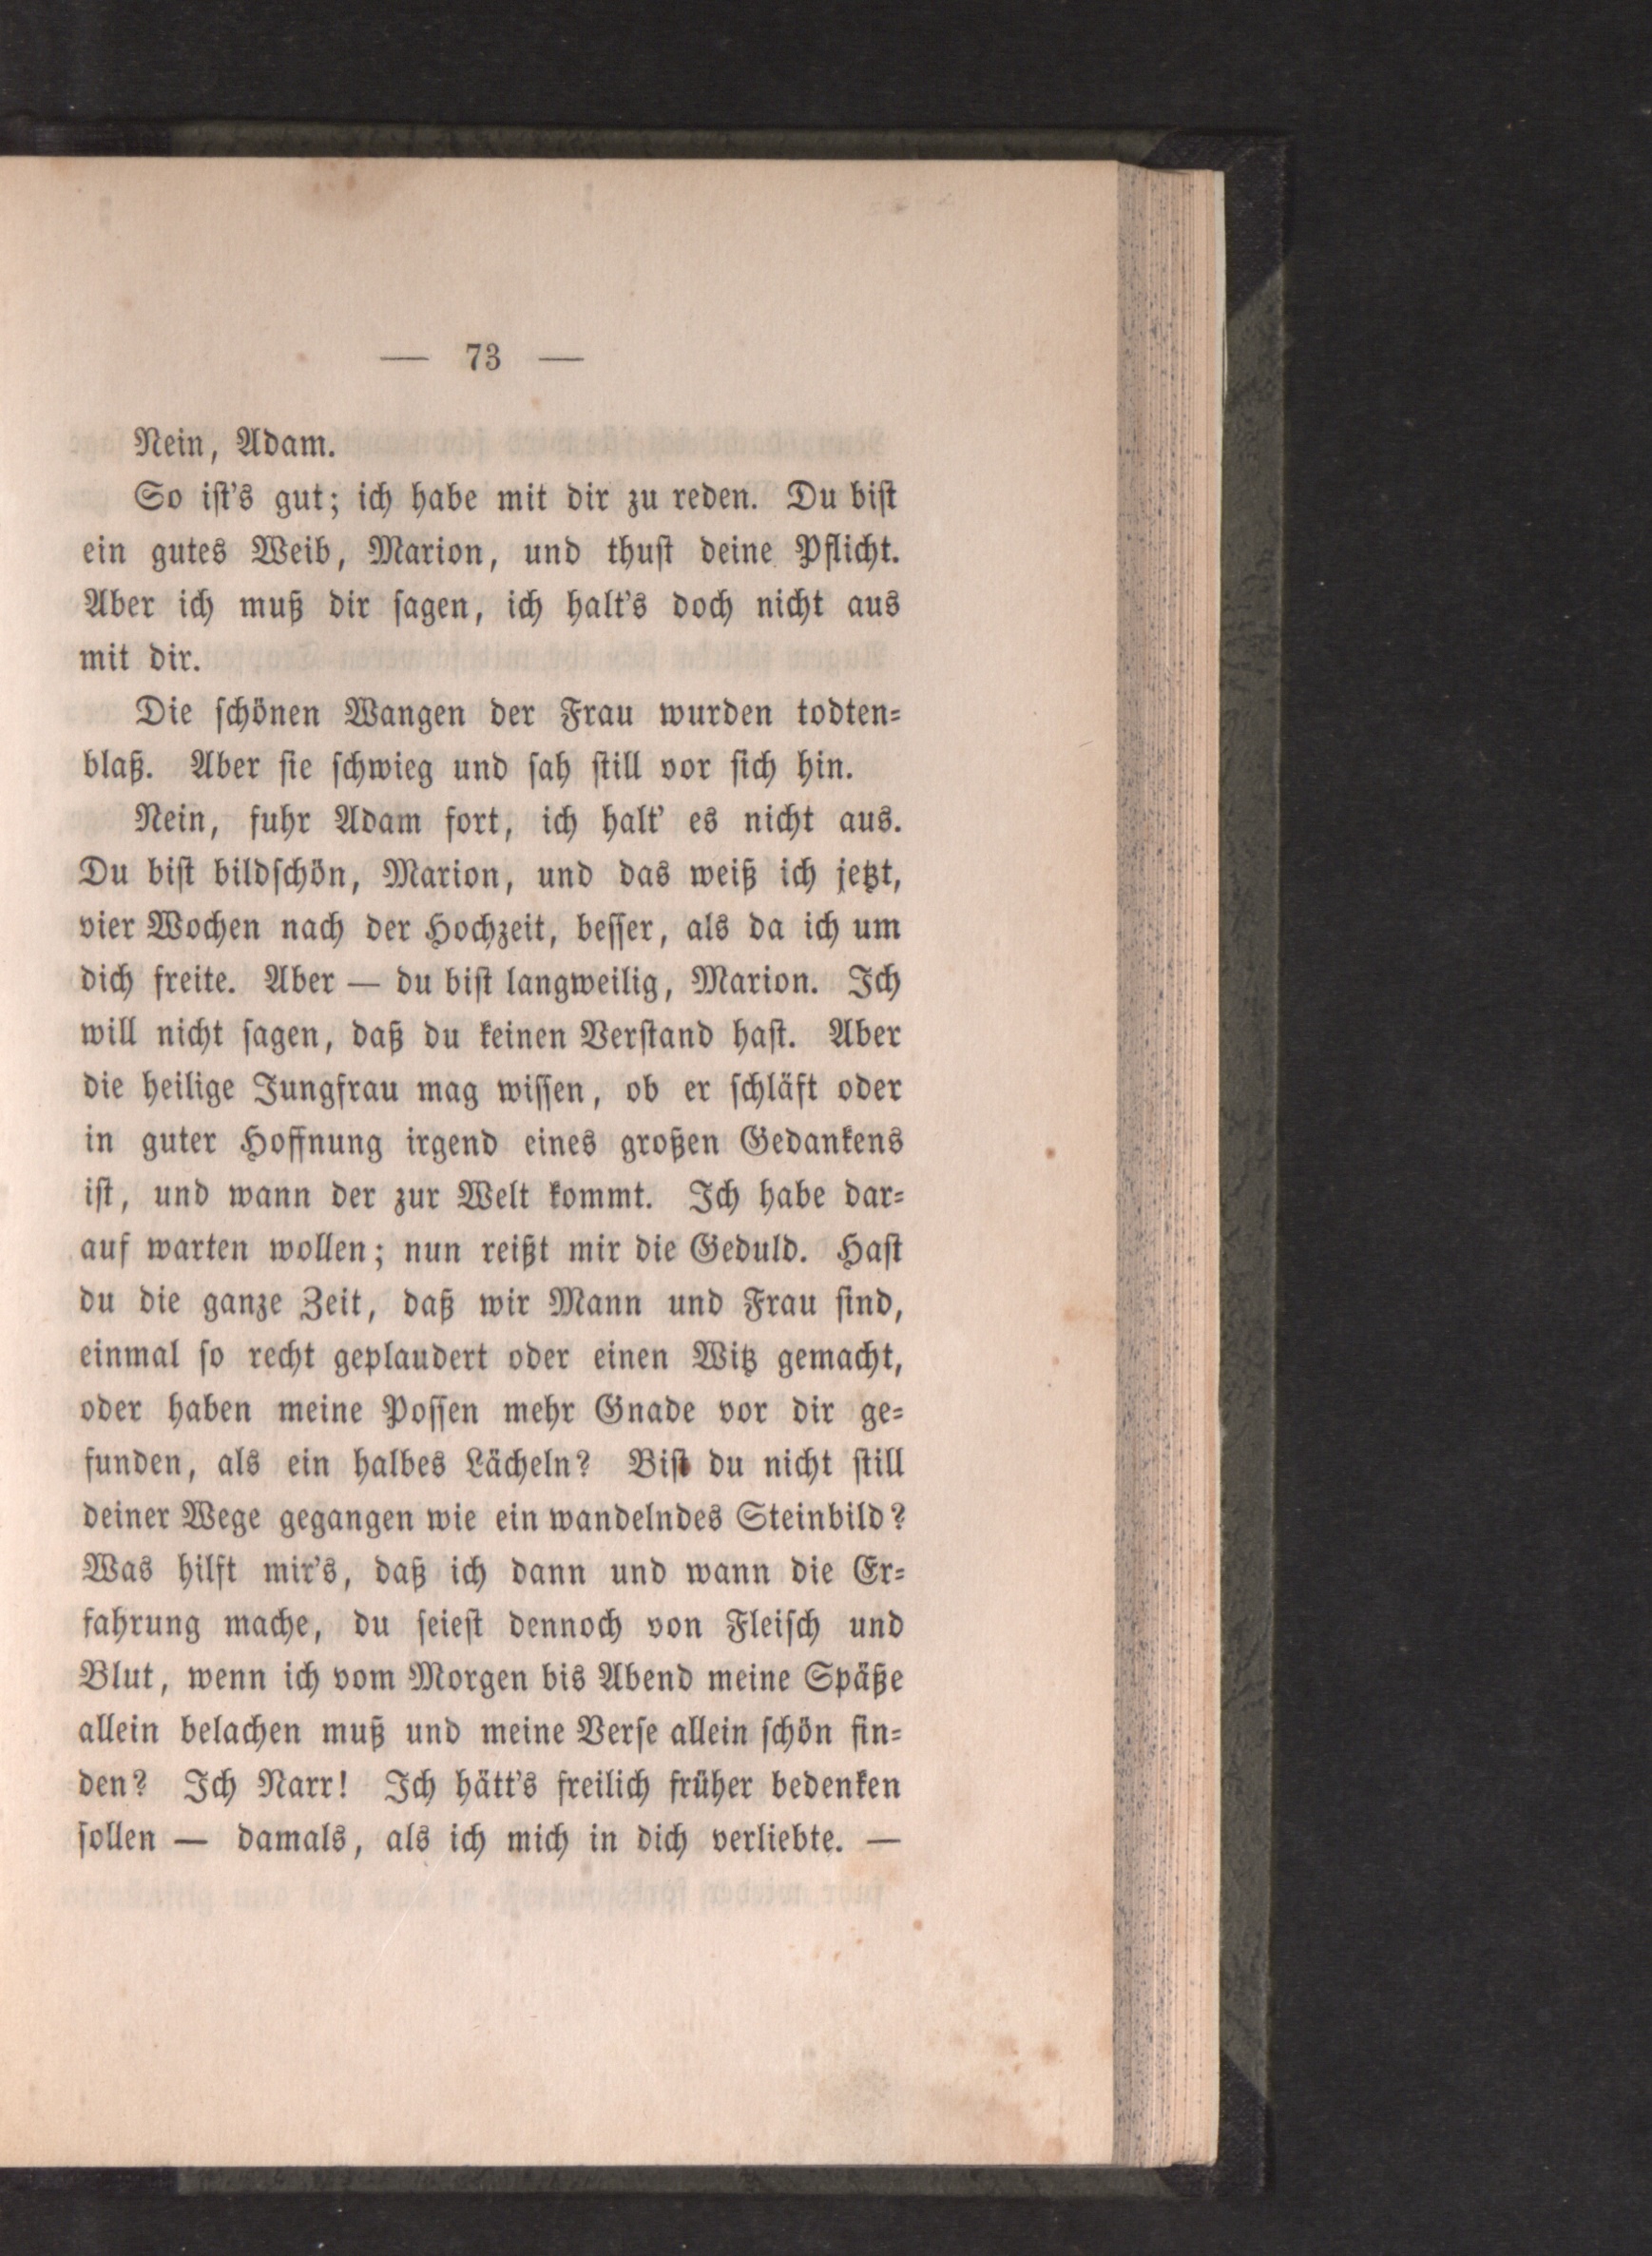 — 73 —
Nein, Adam.
So ist's gut; ich habe mit dir zu reden. Du bist
ein gutes Weib, Marion, und thust deine Pflicht.
Aber ich muß dir sagen, ich halt's doch nicht aus
mit dir.
Die schönen Wangen der Frau wurden todten-
blaß. Aber sie schwieg und sah still vor sich hin.
Nein, fuhr Adam fort, ich halt' es nicht aus.
Du bist bildschön, Marion, und das weiß ich jetzt,
vier Wochen nach der Hochzeit, besser, als da ich um
dich freite. Aber — du bist langweilig, Marion. Ich
will nicht sagen, daß du keinen Verstand hast. Aber
die heilige Jungfrau mag wissen, ob er schläft oder
in guter Hoffnung irgend eines großen Gedankens
ist, und wann der zur Welt kommt. Ich habe dar-
auf warten wollen; nun reißt mir die Geduld. Hast
du die ganze Zeit, daß wir Mann und Frau sind,
einmal so recht geplaudert oder einen Witz gemacht,
oder haben meine Possen mehr Gnade vor dir ge-
funden, als ein halbes Lächeln? Bist du nicht still
deiner Wege gegangen wie ein wandelndes Steinbild?
Was hilft mir's, daß ich dann und wann die Er-
fahrung mache, du seiest dennoch von Fleisch und
Blut, wenn ich vom Morgen bis Abend meine Späße
allein belachen muß und meine Verse allein schön fin-
den? Ich Narr! Ich hätt's freilich früher bedenken
sollen — damals, als ich mich in dich verliebte. —